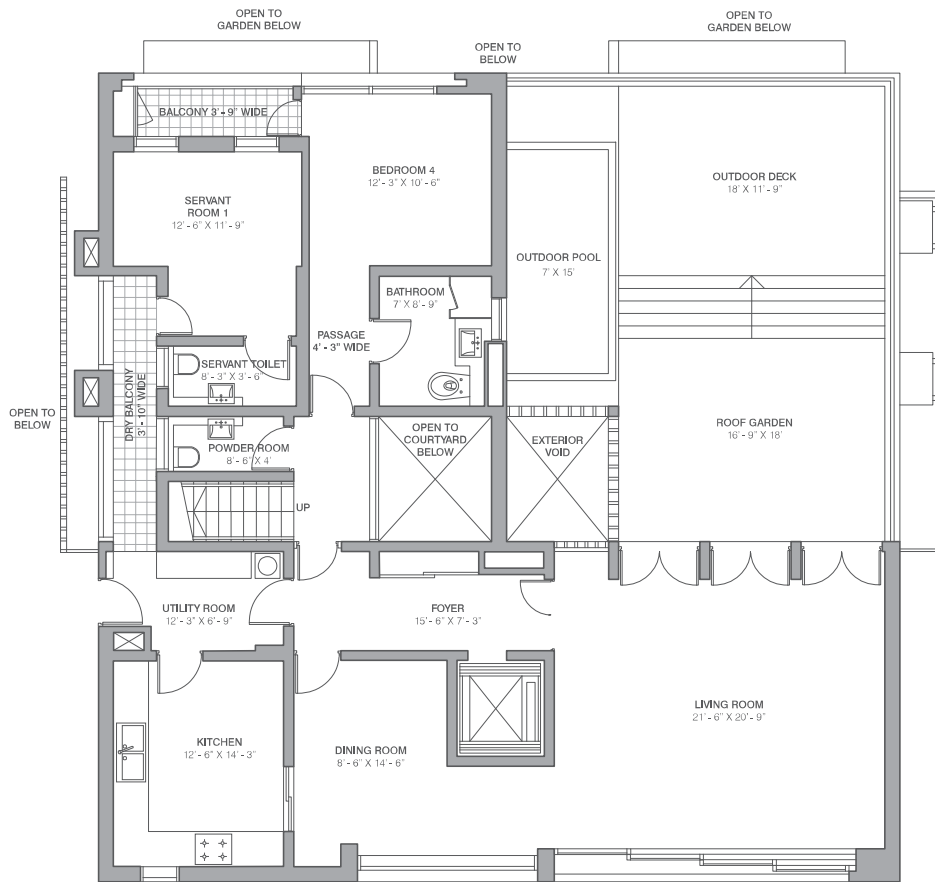 OPEN TO
GARDEN BELOW
OPEN TO
BELOW
OPEN TO
GARDEN BELOW
BALCONY 3' - 9" WIDE
BEDROOM 4
12' - 3" X 10' - 6"
OUTDOOR DECK
18' X 11' - 9"
SERVANT
ROOM 1
12' - 6" X 11' - 9"
OUTDOOR POOL
7' X 15'
BATHROOM
7' X 8' - 9"
PASSAGE
4' - 3" WIDE
SERVANT TOILET
8' - 3" X 3' - 6"
DRY BALCONY
3' - 10" WIDE
OPEN TO
BELOW
POWDER ROOM
8' - 6" X 4'
OPEN TO
COURTYARD
BELOW
EXTERIOR
VOID
ROOF GARDEN
16' - 9" X 18'
UP
UTILITY ROOM
12' - 3" X 6' - 9"
FOYER
15' - 6" X 7' - 3"
LIVING ROOM
21' - 6" X 20' - 9"
KITCHEN
12' - 6" X 14' - 3"
DINING ROOM
8' - 6" X 14' - 6"